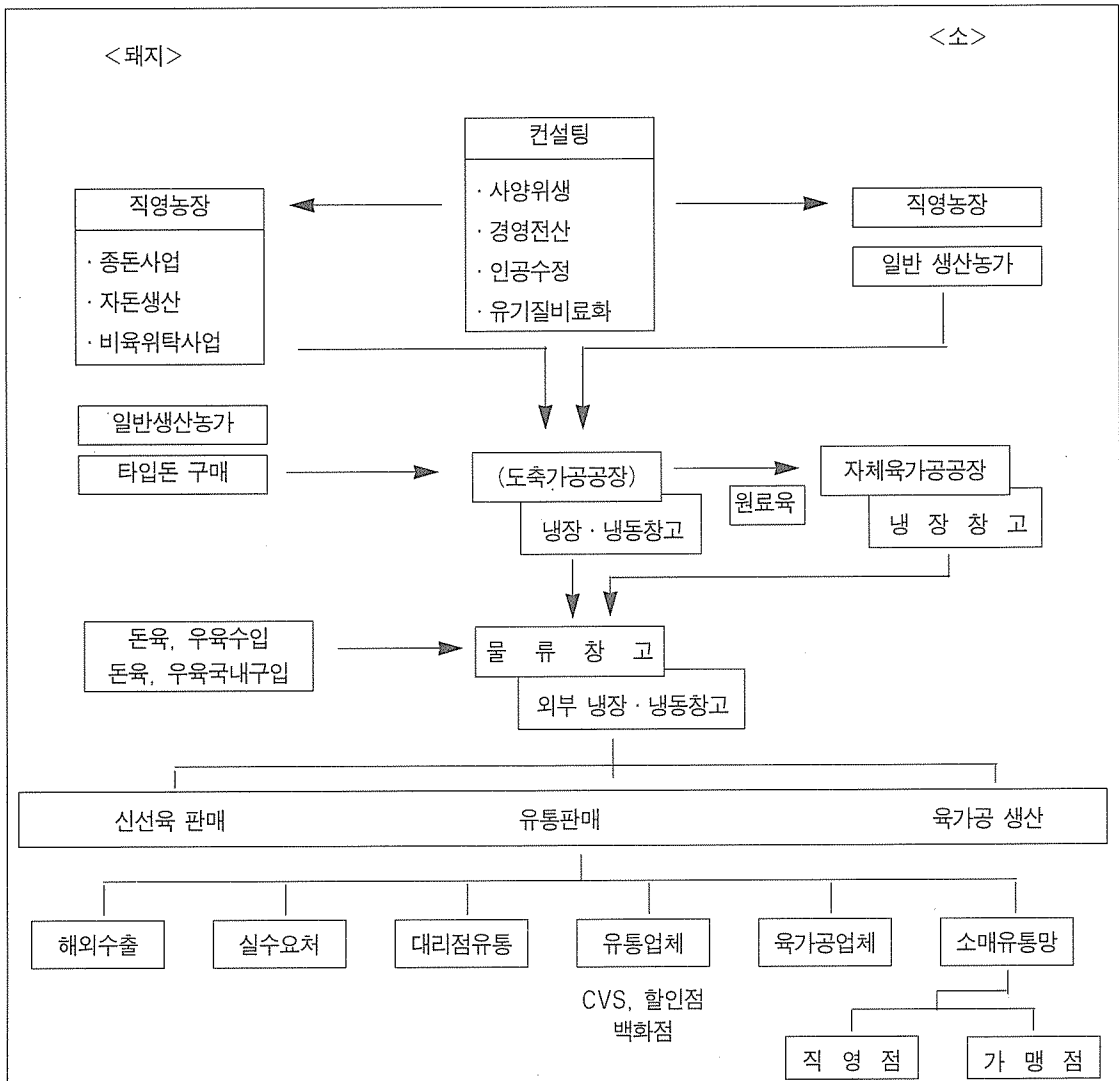 <돼지>
<소>
컨설팅
· 사양위생
· 경영전산
· 인공수정
· 유기질비료화
직영농장
· 종돈사업
· 자돈생산
· 비육위탁사업
직영농장
일반 생산농가
일반생산농가
타입돈 구매
(도축가공공장)
냉장 · 냉동창고
원료육
자체육가공공장
냉 장 창 고
돈육, 우육수입
돈육, 우육국내구입
물 류 창 고
외부 냉장 · 냉동창고
신선육 판매 유통판매 육가공 생산
해외수출
실수요처
대리점유통
유통업체
육가공업체
소매유통망
CVS, 할인점
백화점
직 영 점
가 맹 점